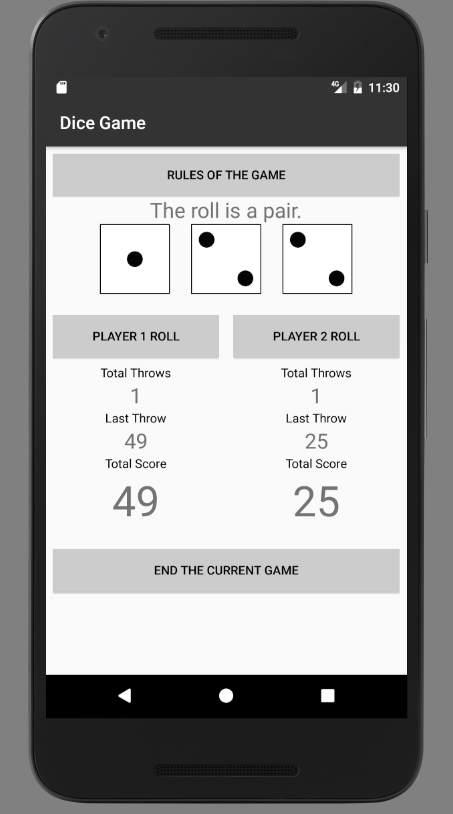 4G 11:30
Dice Game
RULES OF THE GAME
The roll is a pair.
PLAYER 1 ROLL PLAYER 2 ROLL
Total Throws Total Throws
1 1
Last Throw Last Throw
49 25
Total Score Total Score
49 25
END THE CURRENT GAME